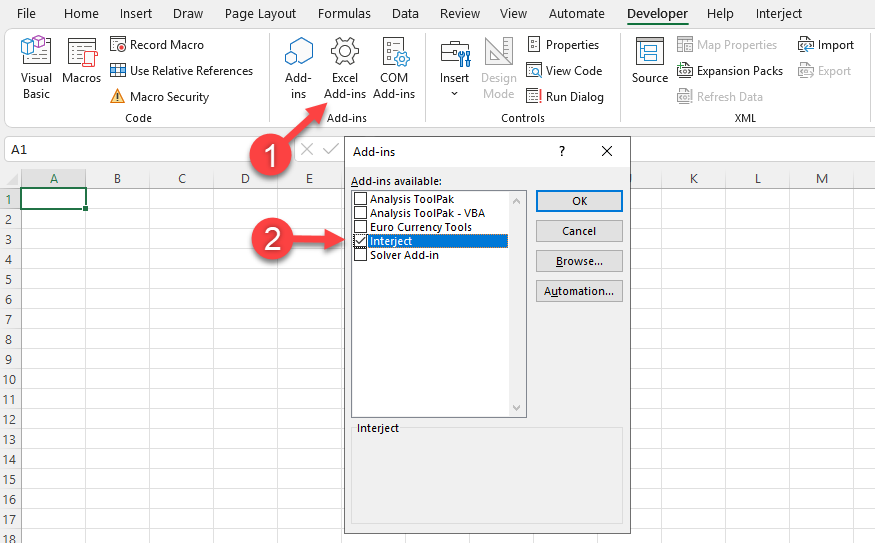 File Home Insert Draw Page Layout Formulas Data Review View Automate Developer Help Interject
Visual Basic
Macros
Record Macro
Use Relative References
Macro Security
Code
Add-ins
Excel Add-ins
COM Add-ins
Add-ins
Insert
Design Mode
Properties
View Code
Run Dialog
Controls
Source
Map Properties
Expansion Packs
Refresh Data
Import
Export
XML
1
A1
A B C D E K L M
1
2
3
4
5
6
7
8
9
10
11
12
13
14
15
16
17
18
Add-ins ?
Add-ins available:
Analysis ToolPak
Analysis ToolPak - VBA
Euro Currency Tools
Interject
Solver Add-in
2
OK
Cancel
Browse...
Automation...
Interject